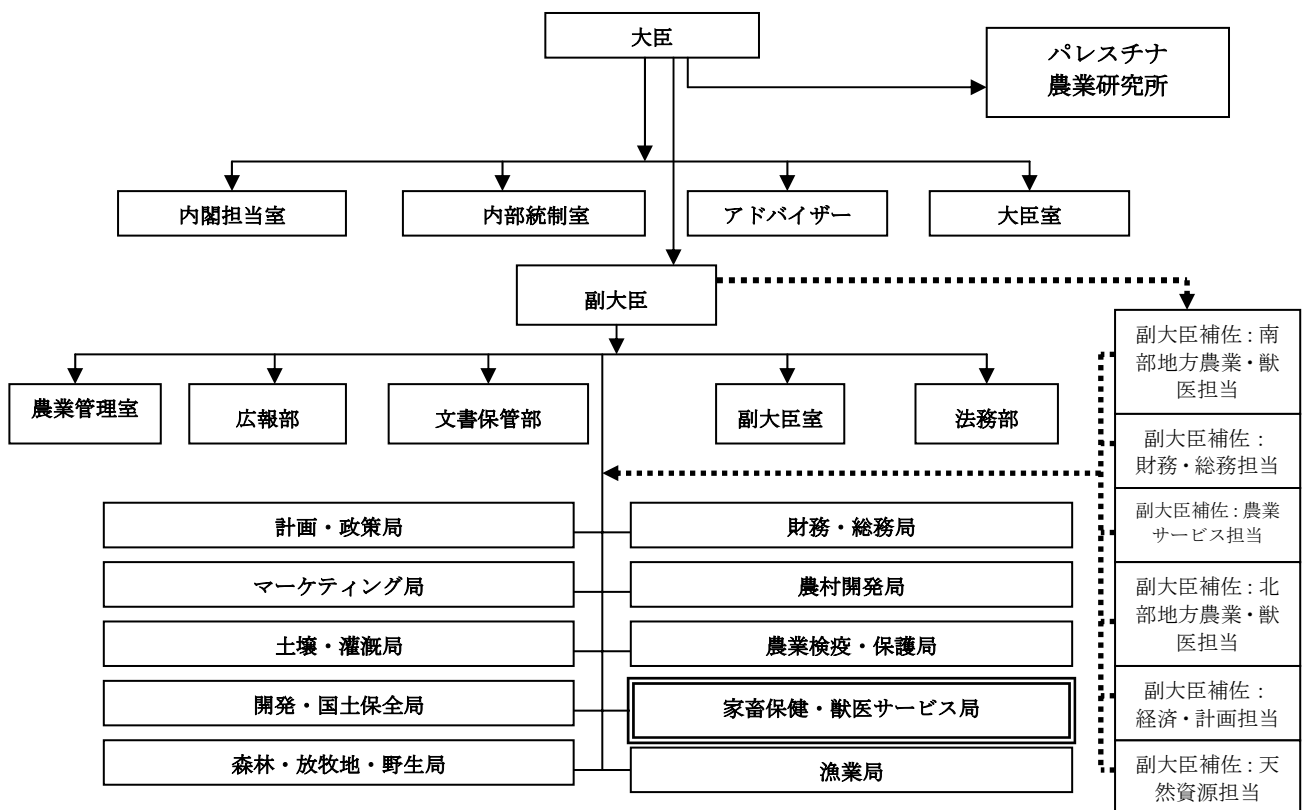 大臣
パレスチナ
農業研究所
内閣担当室
内部統制室
アドバイザー
大臣室
副大臣
農業管理室
広報部
文書保管部
副大臣室
法務部
副大臣補佐：南
部地方農業・獣
医担当
副大臣補佐：
財務・総務担当
副大臣補佐：農業
サービス担当
副大臣補佐：北
部地方農業・獣
医担当
副大臣補佐：
経済・計画担当
副大臣補佐：天
然資源担当
計画・政策局
財務・総務局
マーケティング局
農村開発局
土壌・灌漑局
農業検疫・保護局
開発・国土保全局
家畜保健・獣医サービス局
森林・放牧地・野生局
漁業局